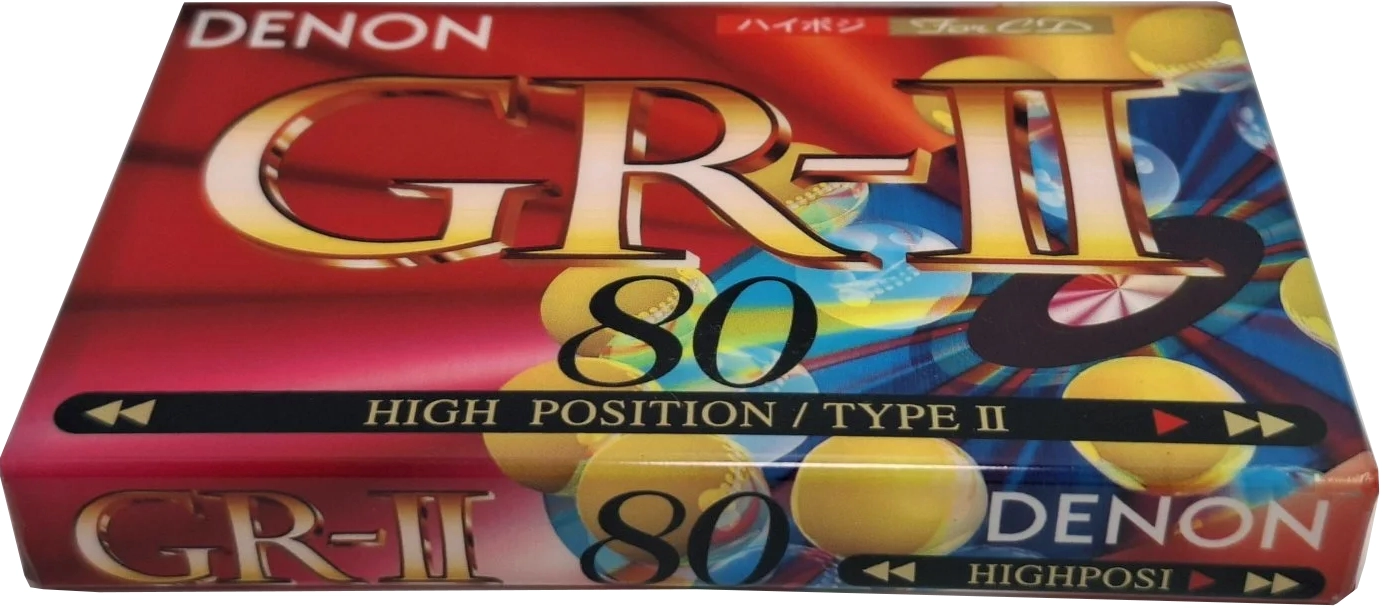 DENON
ハイポジ For CD
GR-II
80
HIGH POSITION / TYPE II
GR-II 80 DENON
HIGHPOSI